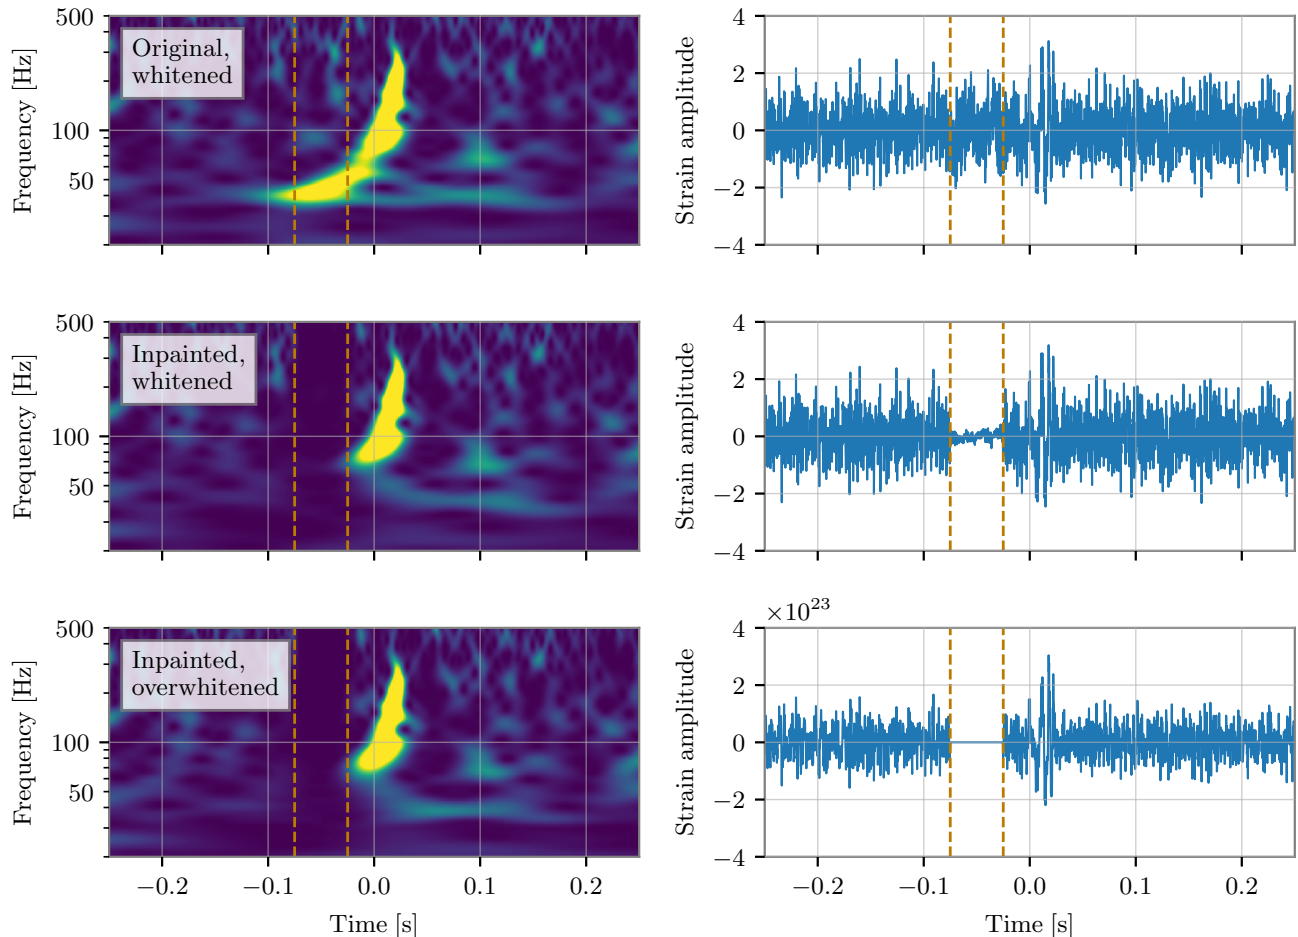 500
100
50
Frequency [Hz]
Original,
whitened
4
2
0
−2
−4
Strain amplitude
500
100
50
Frequency [Hz]
Inpainted,
whitened
4
2
0
−2
−4
Strain amplitude
500
100
50
Frequency [Hz]
Inpainted,
overwhitened
−0.2 −0.1 0.0 0.1 0.2
Time [s]
×10²³
4
2
0
−2
−4
Strain amplitude
−0.2 −0.1 0.0 0.1 0.2
Time [s]